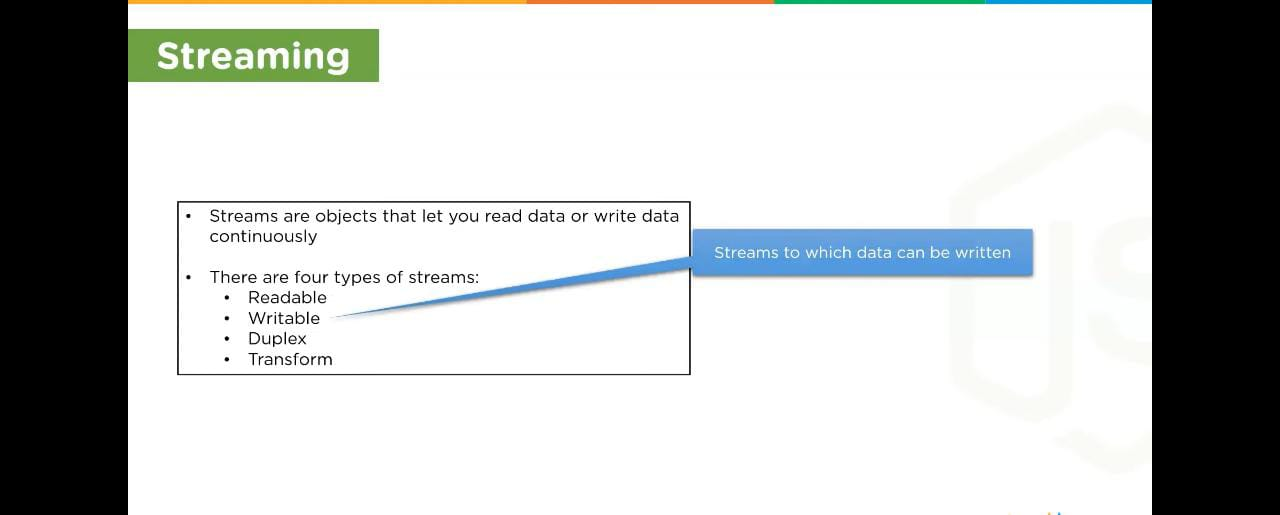 Streaming
• Streams are objects that let you read data or write data
continuously
• There are four types of streams:
• Readable
• Writable
• Duplex
• Transform
Streams to which data can be written
JS